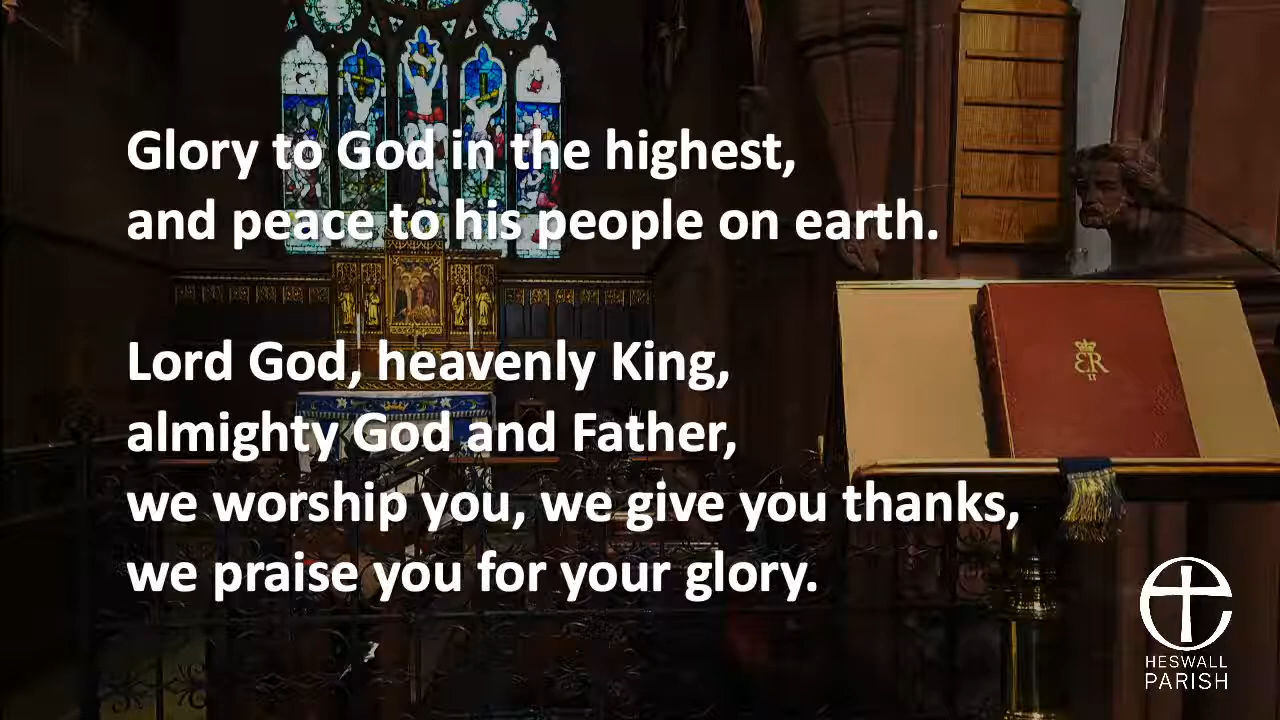 Glory to God in the highest,
and peace to his people on earth.
Lord God, heavenly King,
almighty God and Father,
we worship you, we give you thanks,
we praise you for your glory.
EIIR
HESWALL
PARISH